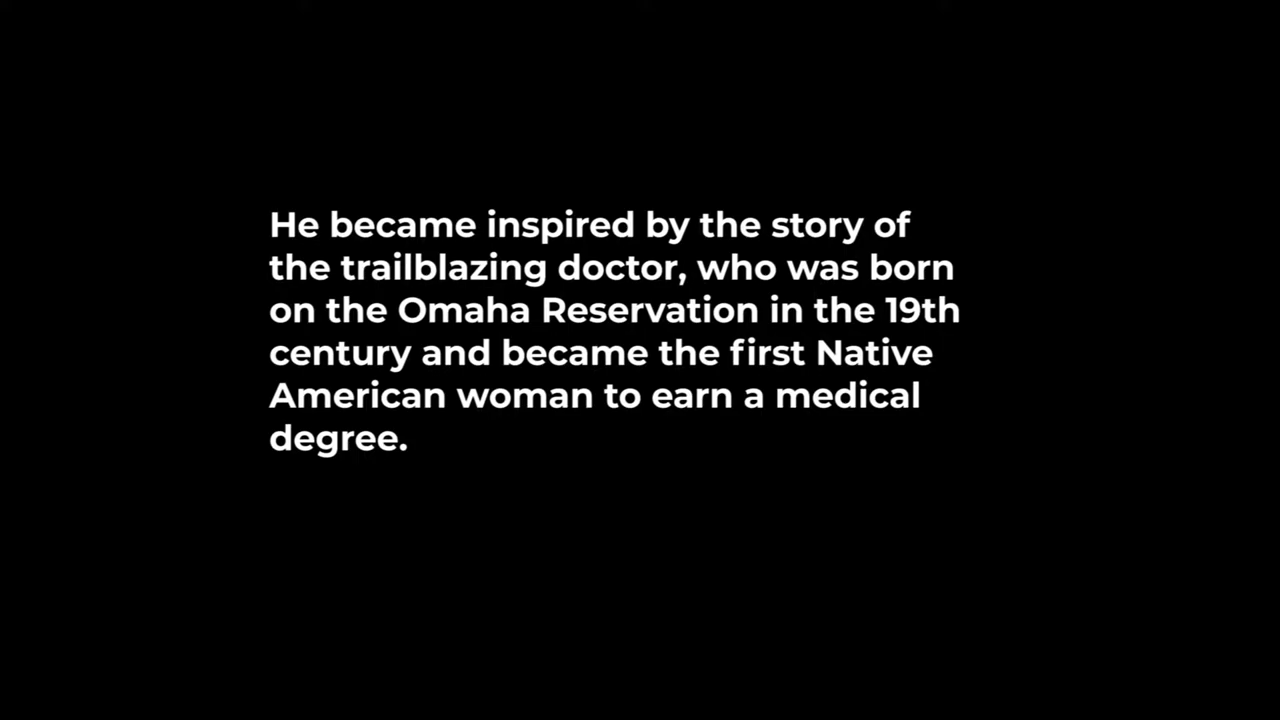 He became inspired by the story of
the trailblazing doctor, who was born
on the Omaha Reservation in the 19th
century and became the first Native
American woman to earn a medical
degree.